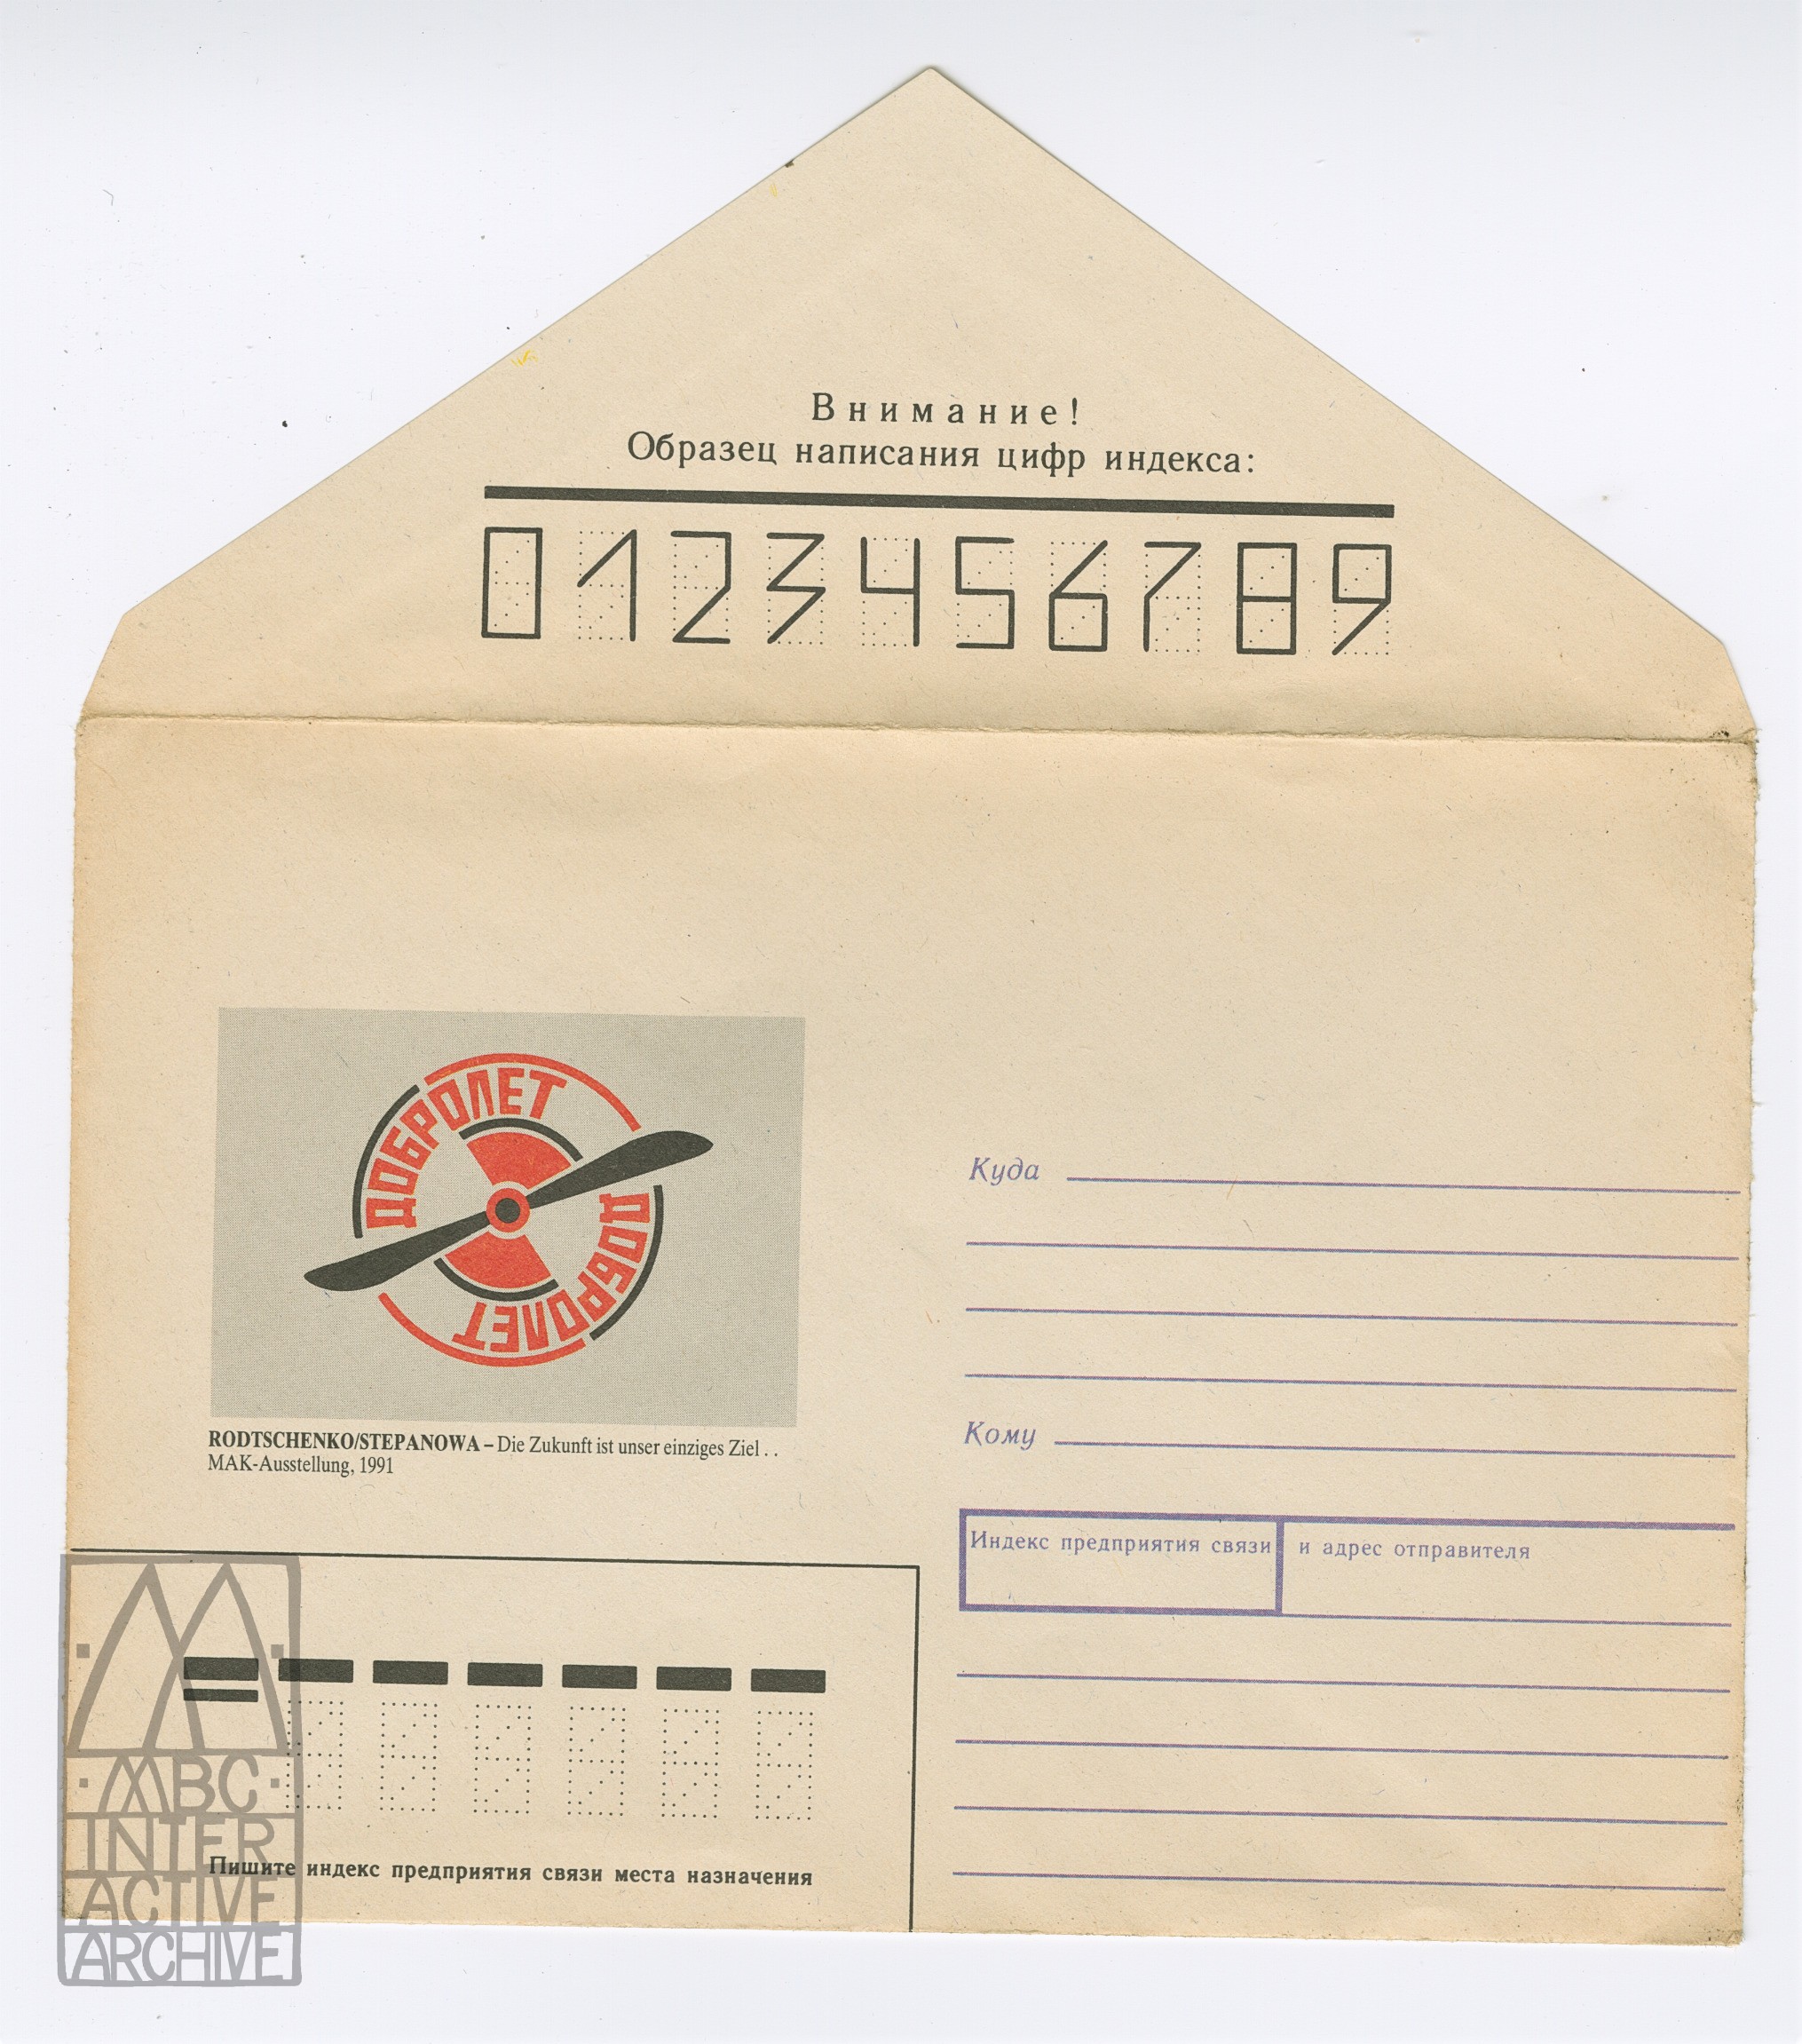 Внимание!
Образец написания цифр индекса:
0123456789
ДОБРОЛЕТ
ДОБРОЛЕТ
RODTSCHENKO/STEPANOWA – Die Zukunft ist unser einziges Ziel . .
MAK-Ausstellung, 1991
Куда
Кому
Индекс предприятия связи и адрес отправителя
Пишите индекс предприятия связи места назначения
MBC
INTER
ACTIVE
ARCHIVE